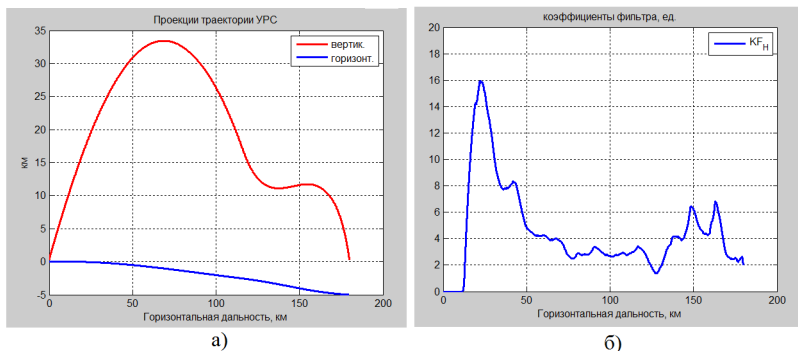 Проекции траектории УРС
35
30
25
20
15
10
5
0
-5
км
вертик.
горизонт.
0 50 100 150 200
Горизонтальная дальность, км
а)
коэффициенты фильтра, ед.
20
18
16
14
12
10
8
6
4
2
0
KF_H
0 50 100 150 200
Горизонтальная дальность, км
б)